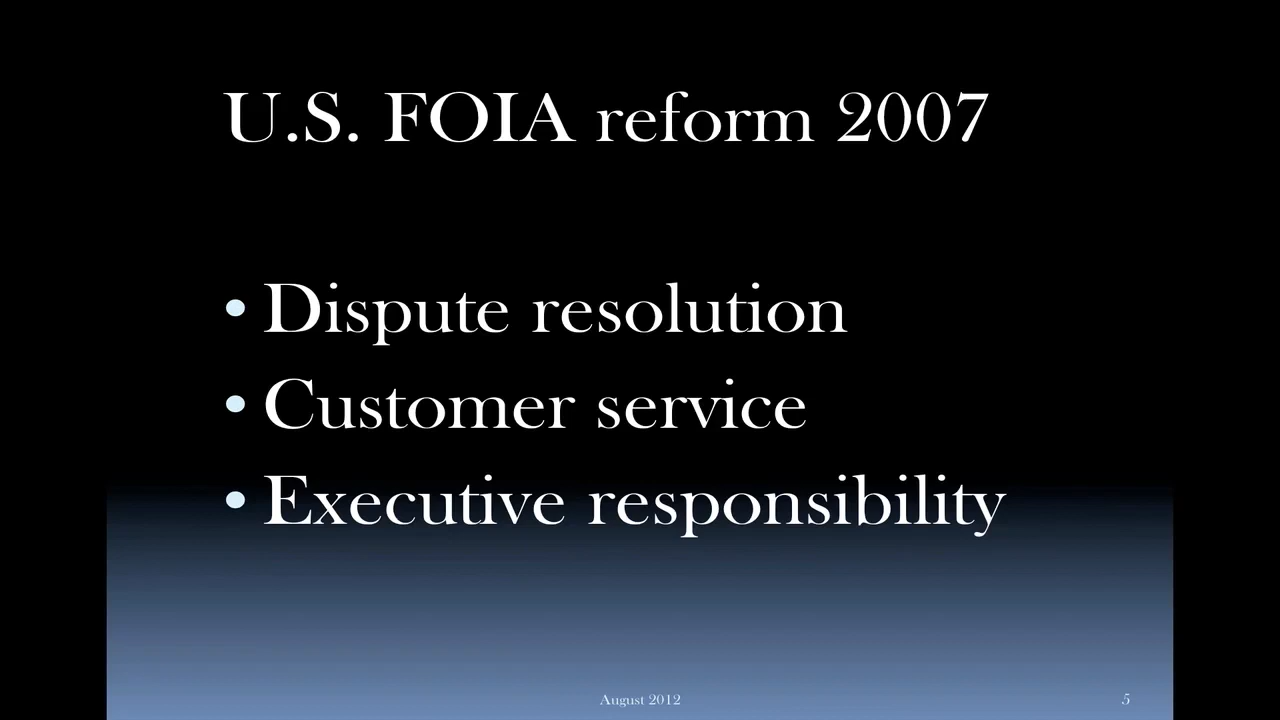 U.S. FOIA reform 2007
• Dispute resolution
• Customer service
• Executive responsibility
August 2012
5